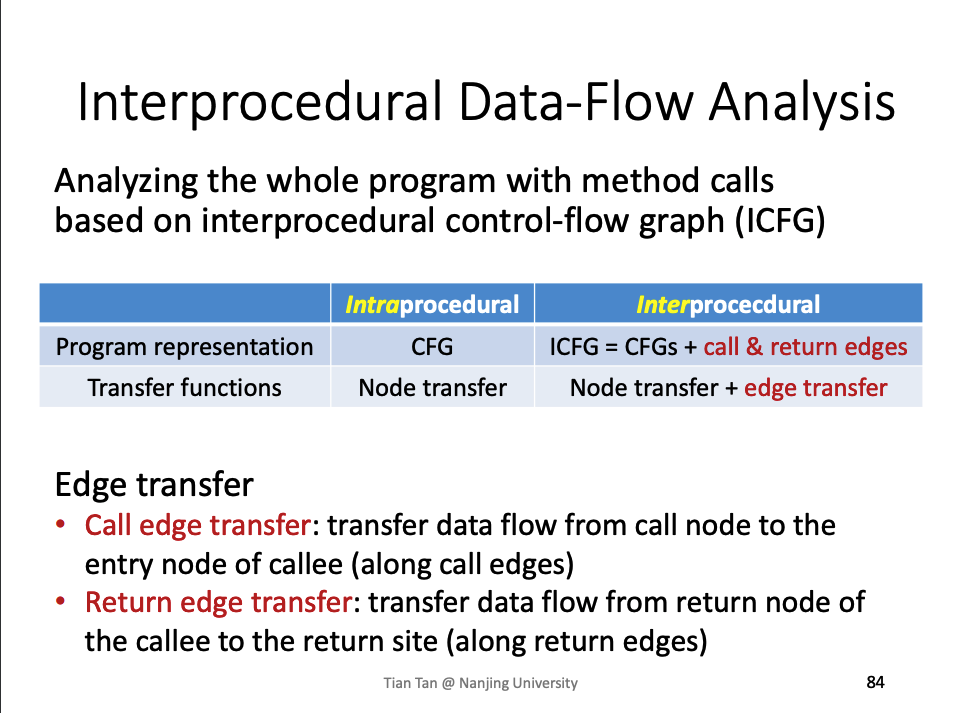 Interprocedural Data-Flow Analysis
Analyzing the whole program with method calls
based on interprocedural control-flow graph (ICFG)
Intraprocedural Interprocecdural
Program representation CFG ICFG = CFGs + call & return edges
Transfer functions Node transfer Node transfer + edge transfer
Edge transfer
• Call edge transfer: transfer data flow from call node to the
entry node of callee (along call edges)
• Return edge transfer: transfer data flow from return node of
the callee to the return site (along return edges)
Tian Tan @ Nanjing University 84